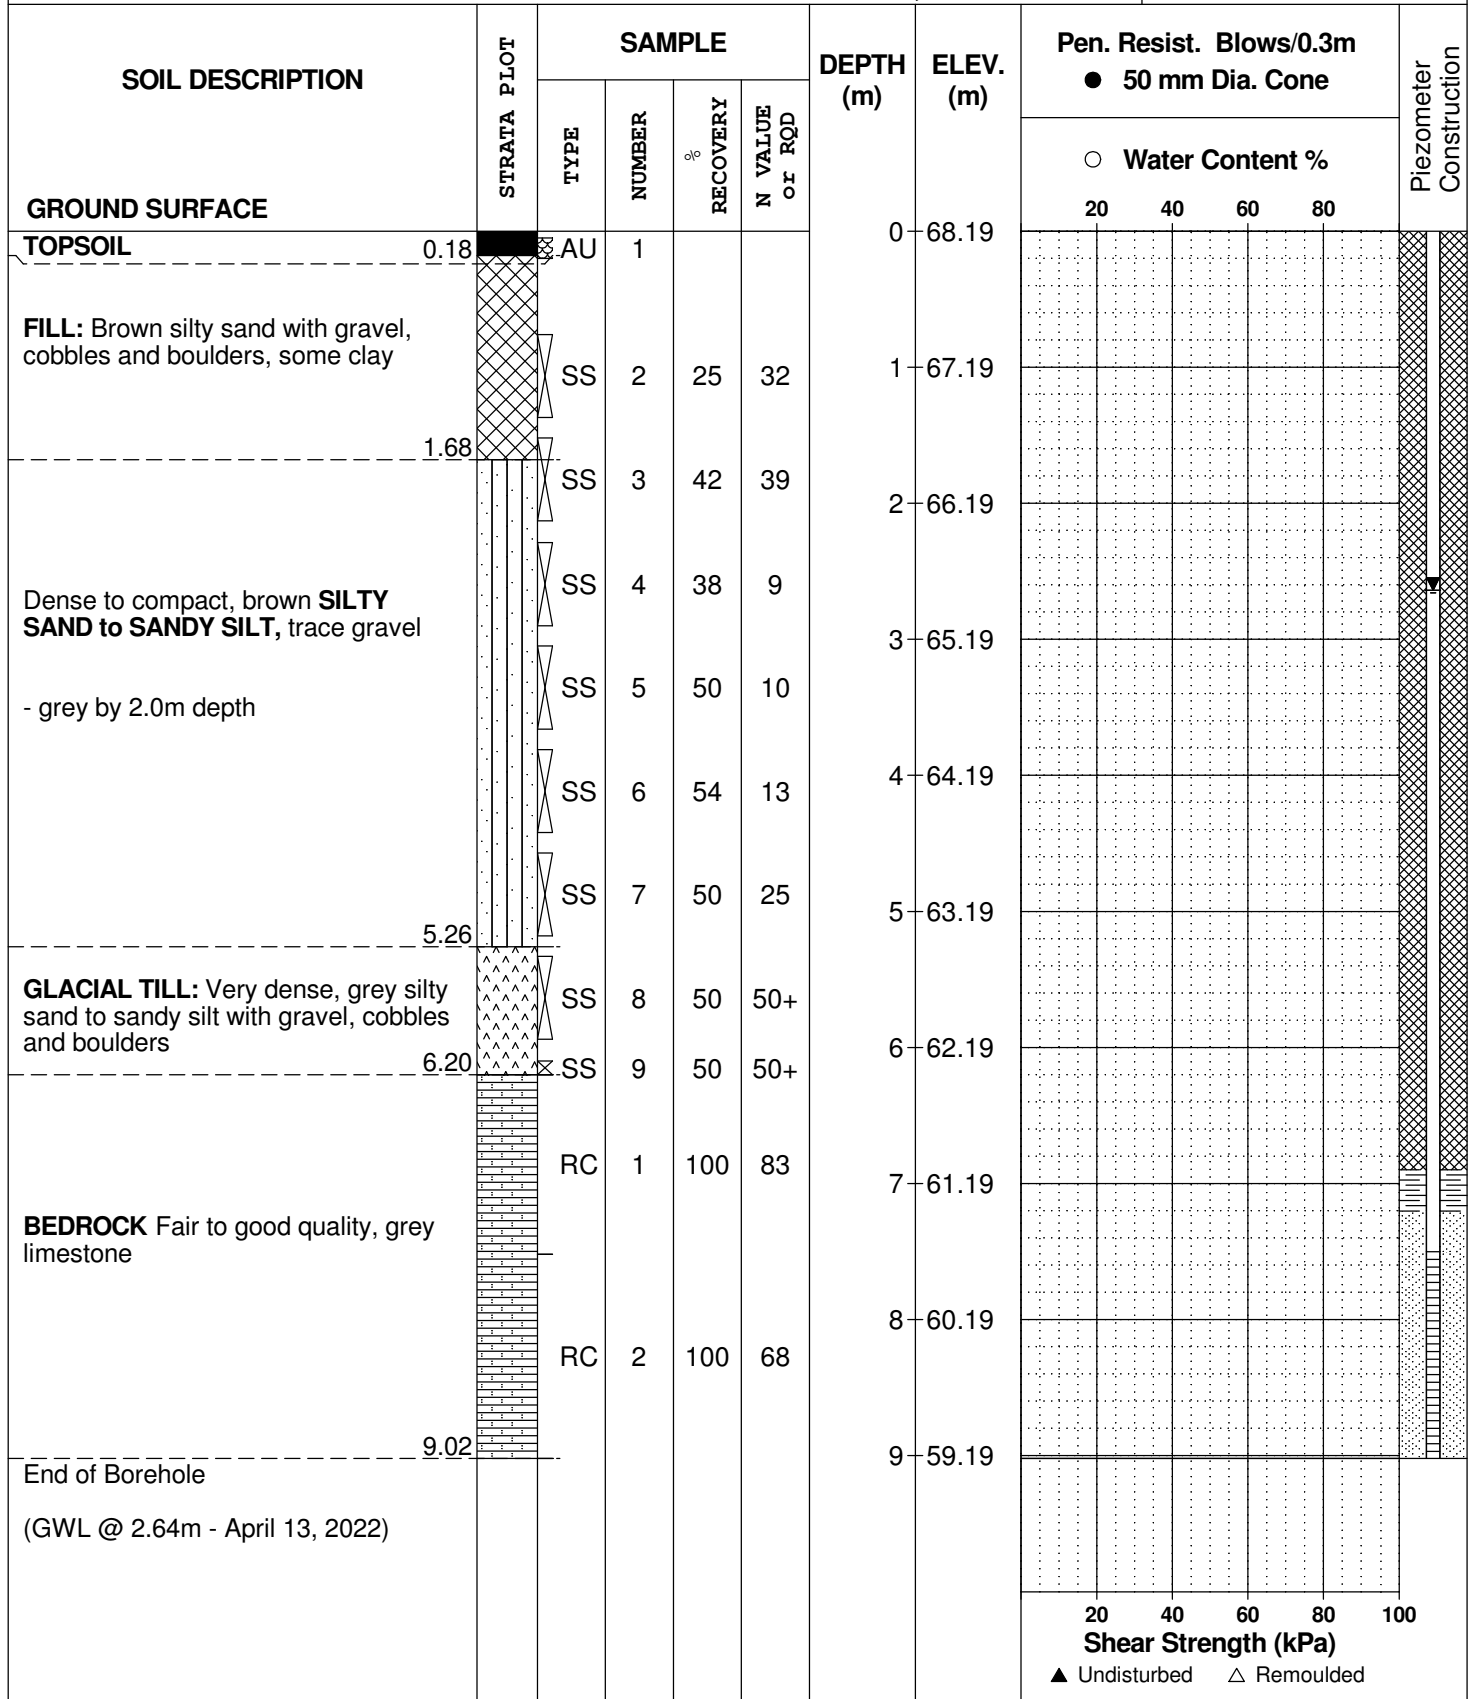 SOIL DESCRIPTION
GROUND SURFACE
STRATA PLOT
SAMPLE
TYPE
NUMBER
%
RECOVERY
N VALUE
or RQD
DEPTH
(m)
ELEV.
(m)
Pen. Resist. Blows/0.3m
● 50 mm Dia. Cone
○ Water Content %
20 40 60 80
Piezometer
Construction
0 68.19
TOPSOIL 0.18 AU 1
FILL: Brown silty sand with gravel,
cobbles and boulders, some clay
SS 2 25 32
1 67.19
1.68
SS 3 42 39
2 66.19
SS 4 38 9
Dense to compact, brown SILTY
SAND to SANDY SILT, trace gravel
3 65.19
SS 5 50 10
- grey by 2.0m depth
4 64.19
SS 6 54 13
SS 7 50 25
5 63.19
5.26
GLACIAL TILL: Very dense, grey silty
sand to sandy silt with gravel, cobbles
and boulders
SS 8 50 50+
6 62.19
6.20
SS 9 50 50+
RC 1 100 83
7 61.19
BEDROCK Fair to good quality, grey
limestone
8 60.19
RC 2 100 68
9.02
9 59.19
End of Borehole
(GWL @ 2.64m - April 13, 2022)
20 40 60 80 100
Shear Strength (kPa)
▲ Undisturbed △ Remoulded